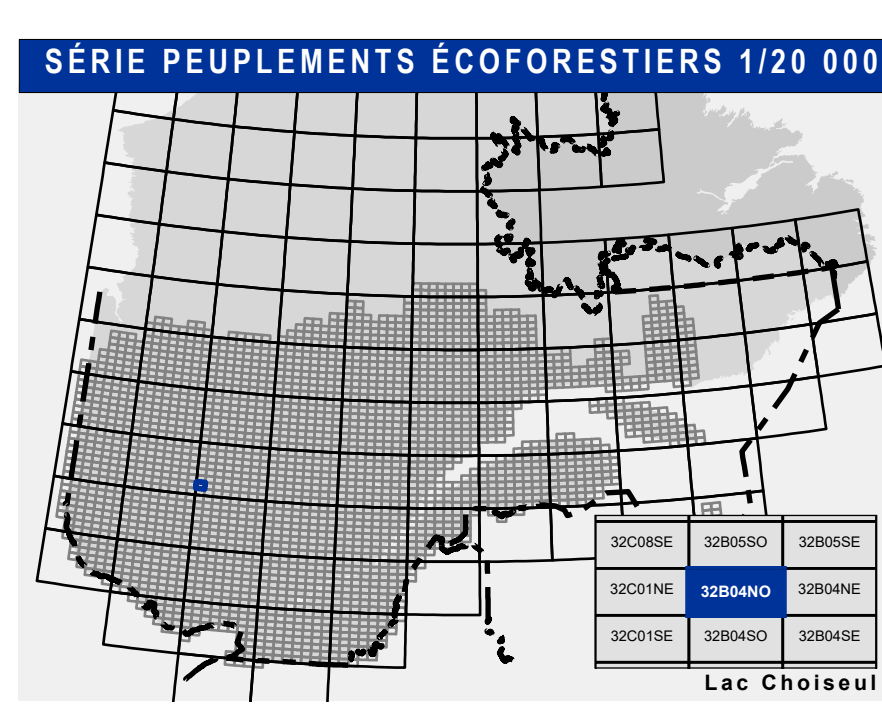 SÉRIE PEUPLEMENTS ÉCOFORESTIERS 1/20 000
32C08SE 32B05SO 32B05SE
32C01NE 32B04NO 32B04NE
32C01SE 32B04SO 32B04SE
Lac Choiseul